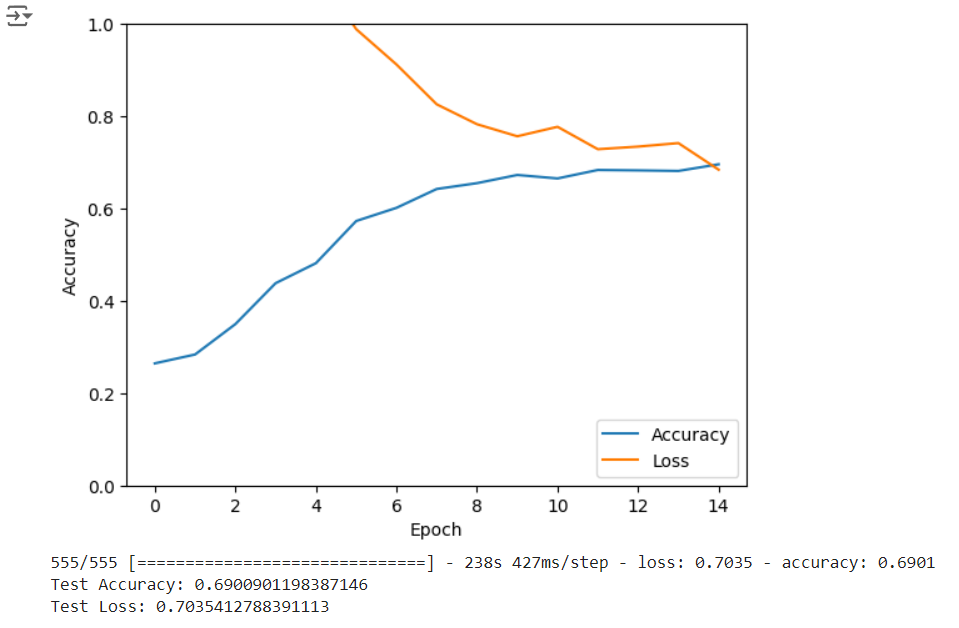 1.0
0.8
0.6
0.4
0.2
0.0
Accuracy
0 2 4 6 8 10 12 14
Epoch
Accuracy
Loss
555/555 [==============================] - 238s 427ms/step - loss: 0.7035 - accuracy: 0.6901
Test Accuracy: 0.6900901198387146
Test Loss: 0.7035412788391113